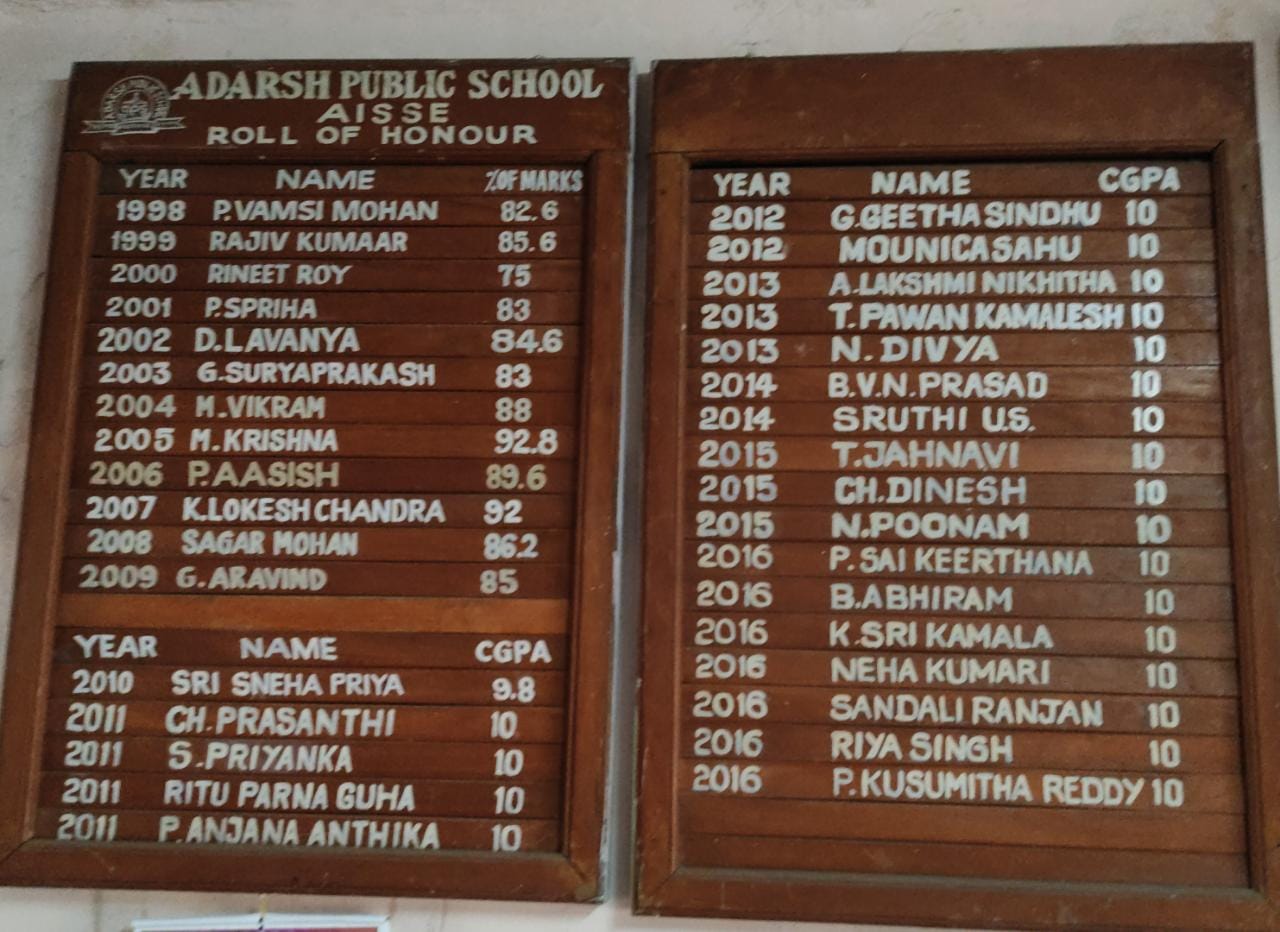 ADARSH PUBLIC SCHOOL
AISSE
ROLL OF HONOUR
YEAR NAME % OF MARKS
1998 P.VAMSI MOHAN 82.6
1999 RAJIV KUMAAR 85.6
2000 RINEET ROY 75
2001 P.SPRIHA 83
2002 D.LAVANYA 84.6
2003 G.SURYAPRAKASH 83
2004 M.VIKRAM 88
2005 M.KRISHNA 92.8
2006 P.AASISH 89.6
2007 K.LOKESH CHANDRA 92
2008 SAGAR MOHAN 86.2
2009 G.ARAVIND 85
YEAR NAME CGPA
2010 SRI SNEHA PRIYA 9.8
2011 CH.PRASANTHI 10
2011 S.PRIYANKA 10
2011 RITU PARNA GUHA 10
2011 P.ANJANA ANTHIKA 10
YEAR NAME CGPA
2012 G.GEETHA SINDHU 10
2012 MOUNICA SAHU 10
2013 A.LAKSHMI NIKHITHA 10
2013 T.PAWAN KAMALESH 10
2013 N.DIVYA 10
2014 B.V.N.PRASAD 10
2014 SRUTHI U.S. 10
2015 T.JAHNAVI 10
2015 CH.DINESH 10
2015 N.POONAM 10
2016 P.SAI KEERTHANA 10
2016 B.ABHIRAM 10
2016 K.SRI KAMALA 10
2016 NEHA KUMARI 10
2016 SANDALI RANJAN 10
2016 RIYA SINGH 10
2016 P.KUSUMITHA REDDY 10